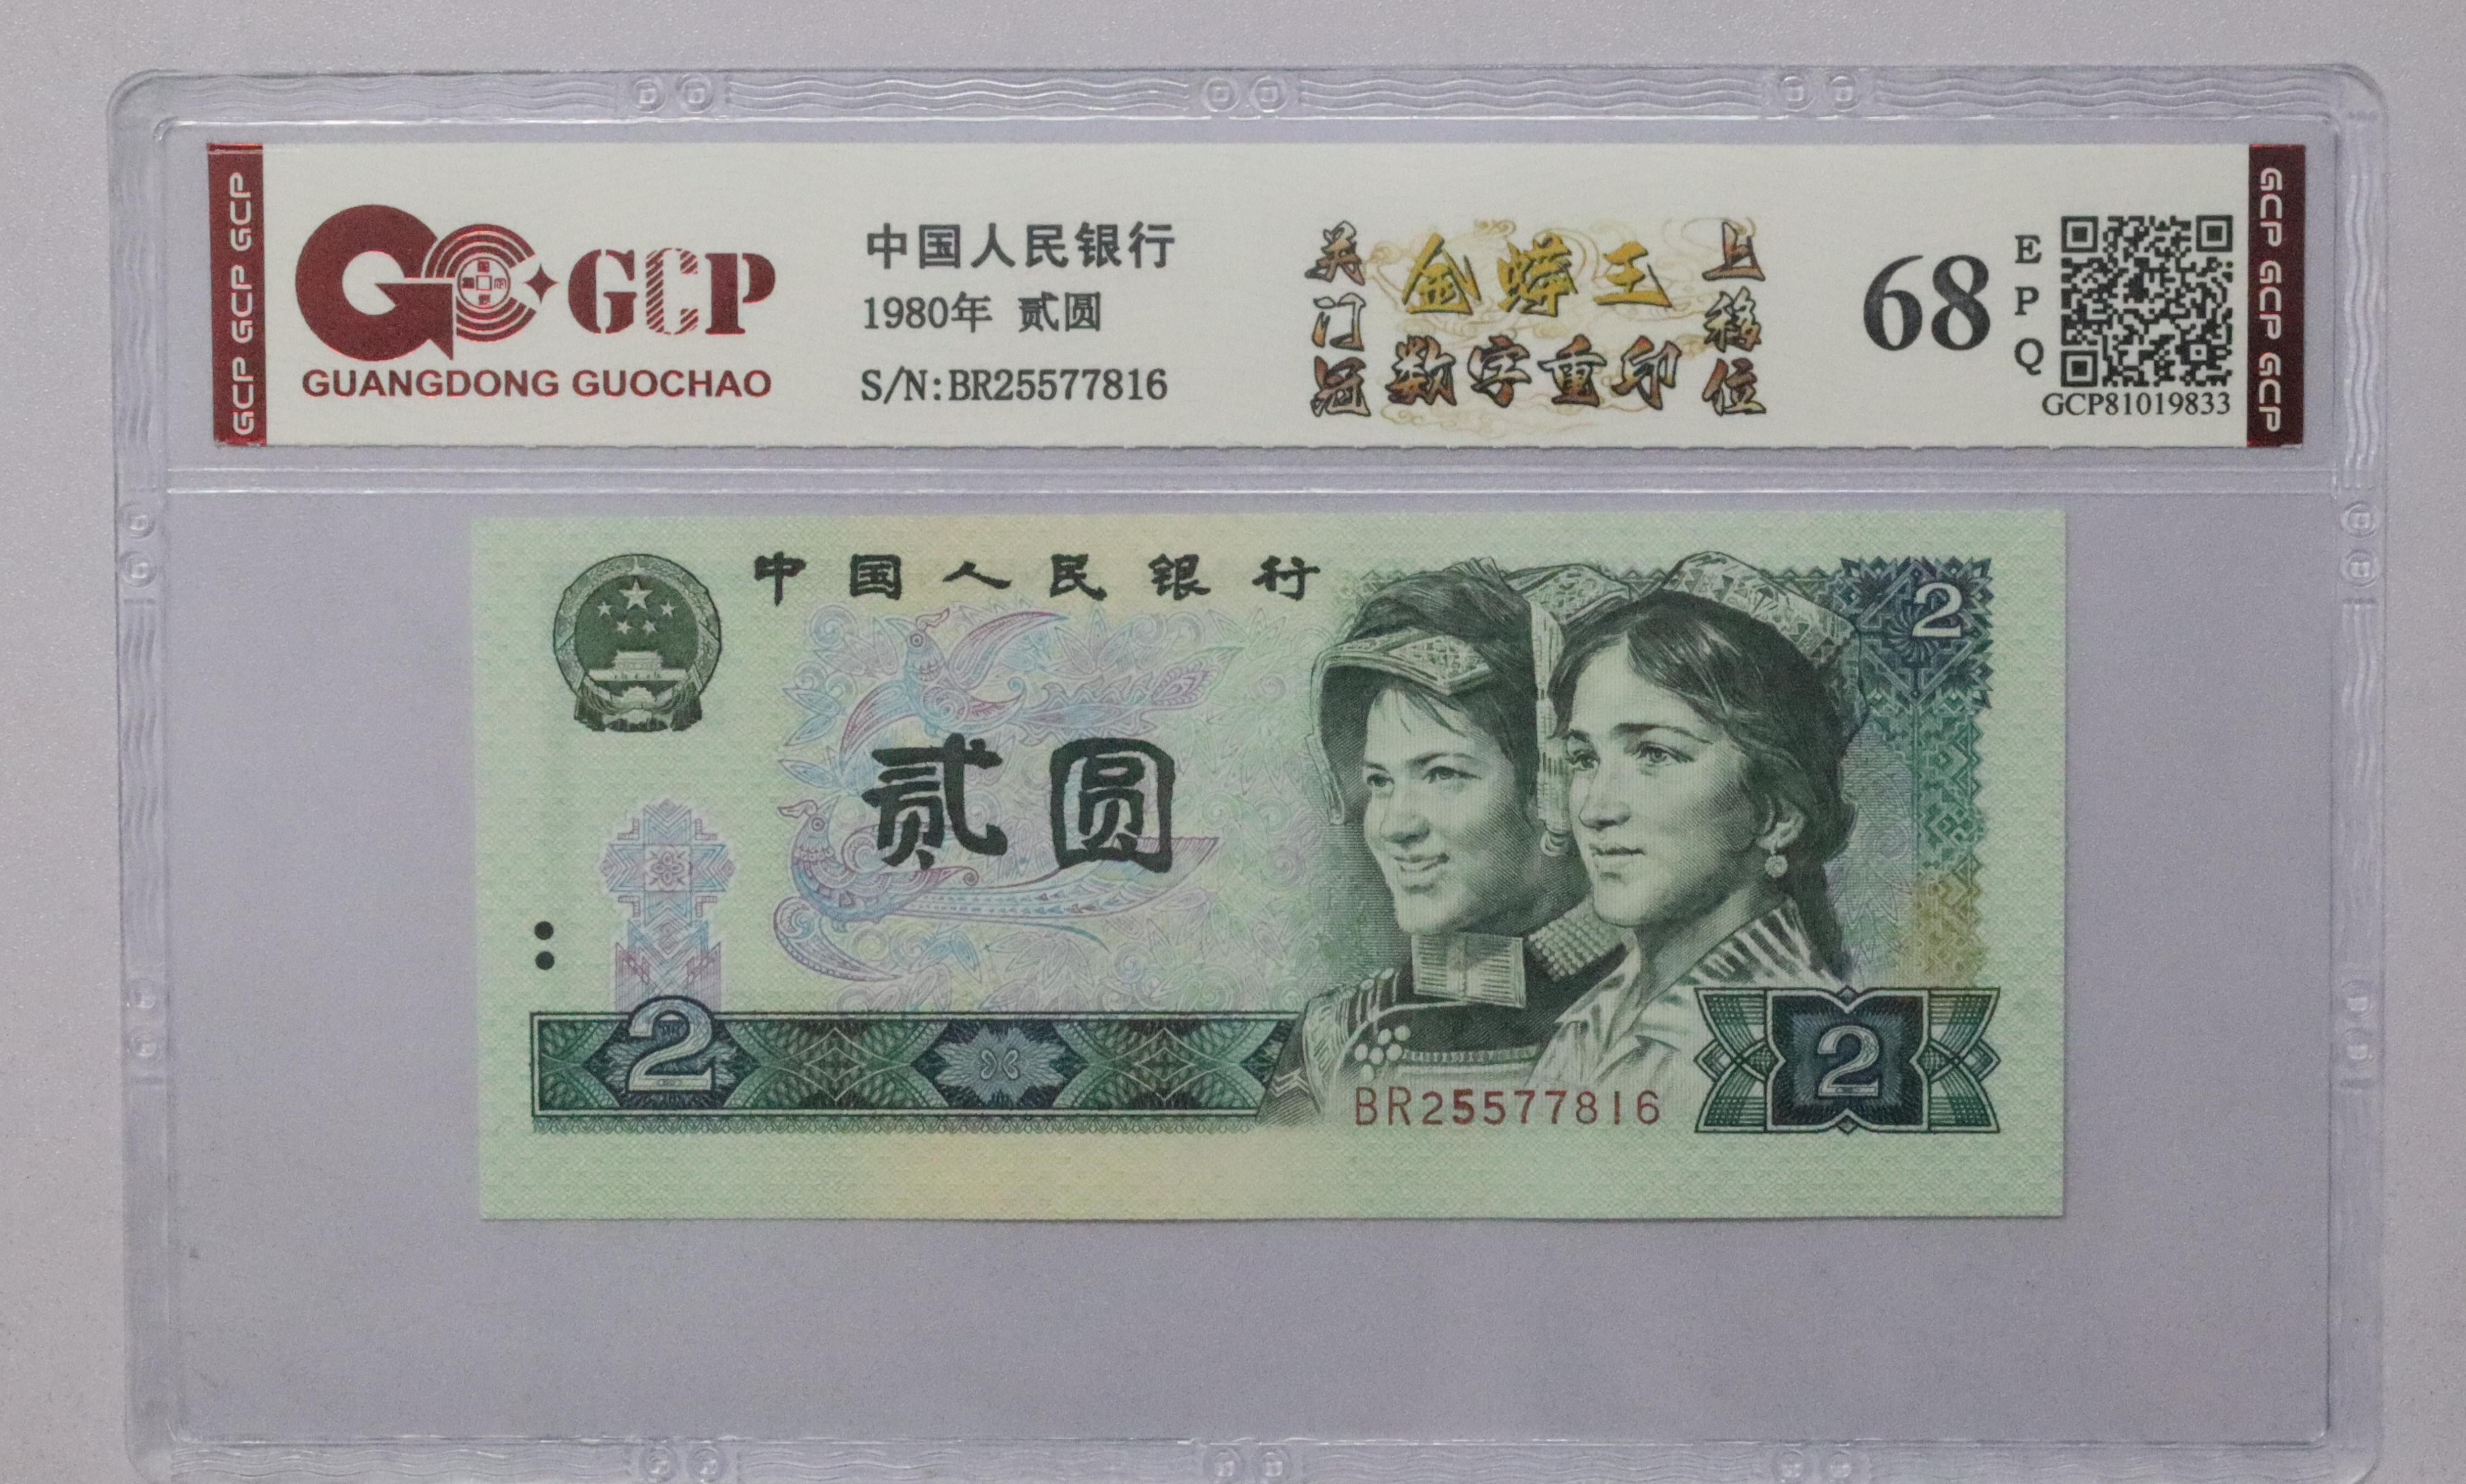 GCP GCP GCP
GCP
GUANGDONG GUOCHAO
中国人民银行
1980年 贰圆
S/N:BR25577816
关门冠
金蟒王
数字重印
上移位
68
EPQ
GCP81019833
GCP GCP GCP
中国人民银行
2
贰圆
2
BR25577816
2